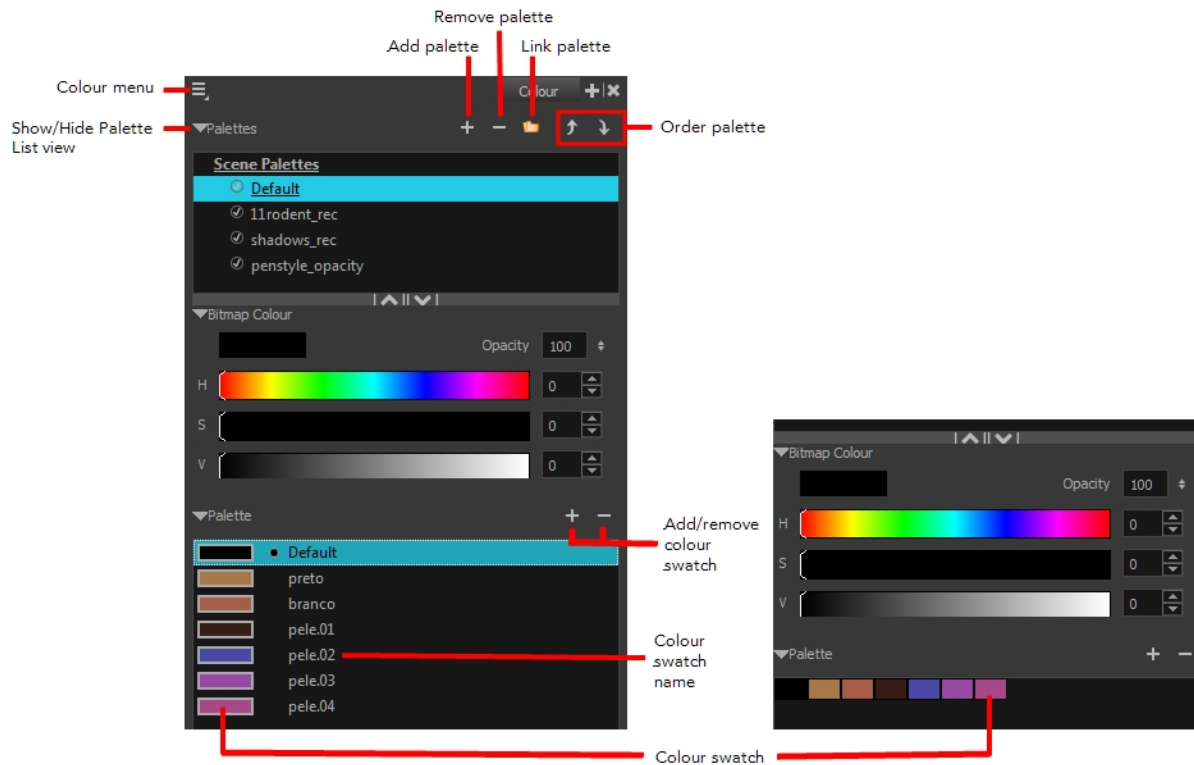 Remove palette
Add palette
Link palette
Colour menu
Colour
Show/Hide Palette
List view
Palettes
Order palette
Scene Palettes
Default
11rodent_rec
shadows_rec
penstyle_opacity
Bitmap Colour
Opacity 100
H 0
S 0
V 0
Palette
Default
preto
branco
pele.01
pele.02
pele.03
pele.04
Add/remove
colour
swatch
Colour
swatch
name
Bitmap Colour
Opacity 100
H 0
S 0
V 0
Palette
Colour swatch